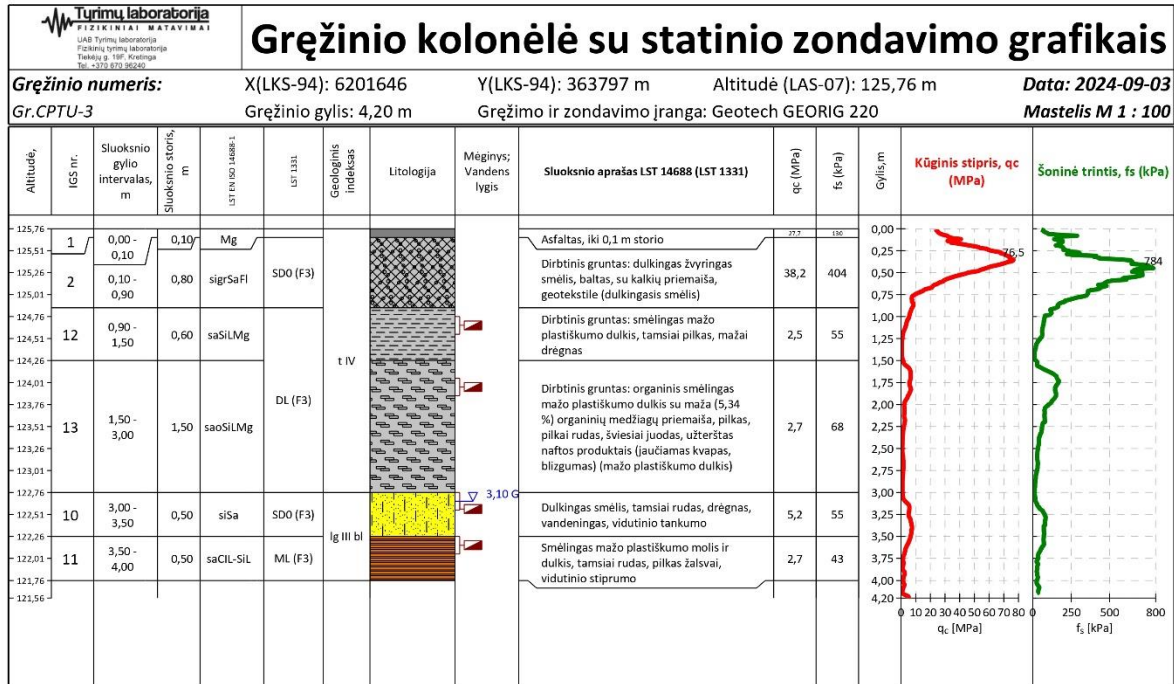 Tyrimų laboratorija
FIZIKINIAI MATAVIMAI
UAB Tyrimų laboratorija
Fizikinių tyrimų laboratorija
Tiekėjų g. 19F, Kretinga
Tel. +370 670 96240
Gręžinio kolonėlė su statinio zondavimo grafikais
Gręžinio numeris: X(LKS-94): 6201646 Y(LKS-94): 363797 m Altitudė (LAS-07): 125,76 m Data: 2024-09-03
Gr.CPTU-3 Gręžinio gylis: 4,20 m Gręžimo ir zondavimo įranga: Geotech GEORIG 220 Mastelis M 1 : 100
Altitudė,
IGS nr.
Sluoksnio
gylio
intervalas,
m
Sluoksnio storis,
m
LST EN ISO 14688-1
LST 1331
Geologinis
indeksas
Litologija
Mėginys;
Vandens
lygis
Sluoksnio aprašas LST 14688 (LST 1331)
qc (MPa)
fs (kPa)
Gylis,m
Kūginis stipris, qc
(MPa)
Šoninė trintis, fs (kPa)
125,76
125,51
125,26
125,01
124,76
124,51
124,26
124,01
123,76
123,51
123,26
123,01
122,76
122,51
122,26
122,01
121,76
121,56
1
0,00 -
0,10
0,10
Mg
Asfaltas, iki 0,1 m storio
27,7
130
2
0,10 -
0,90
0,80
sigrSaFl
SD0 (F3)
Dirbtinis gruntas: dulkingas žvyringas
smėlis, baltas, su kalkių priemaiša,
geotekstile (dulkingasis smėlis)
38,2
404
12
0,90 -
1,50
0,60
saSiLMg
Dirbtinis gruntas: smėlingas mažo
plastiškumo dulkis, tamsiai pilkas, mažai
drėgnas
2,5
55
t IV
DL (F3)
13
1,50 -
3,00
1,50
saoSiLMg
Dirbtinis gruntas: organinis smėlingas
mažo plastiškumo dulkis su maža (5,34
%) organinių medžiagų priemaiša, pilkas,
pilkai rudas, šviesiai juodas, užterštas
naftos produktais (jaučiamas kvapas,
blizgumas) (mažo plastiškumo dulkis)
2,7
68
10
3,00 -
3,50
0,50
siSa
SD0 (F3)
3,10 G
Dulkingas smėlis, tamsiai rudas, drėgnas,
vandeningas, vidutinio tankumo
5,2
55
lg III bl
11
3,50 -
4,00
0,50
saClL-SiL
ML (F3)
Smėlingas mažo plastiškumo molis ir
dulkis, tamsiai rudas, pilkas žalsvai,
vidutinio stiprumo
2,7
43
0,00
0,25
0,50
0,75
1,00
1,25
1,50
1,75
2,00
2,25
2,50
2,75
3,00
3,25
3,50
3,75
4,00
4,20
76,5
784
0 10 20 30 40 50 60 70 80
qc [MPa]
0 250 500 800
fs [kPa]